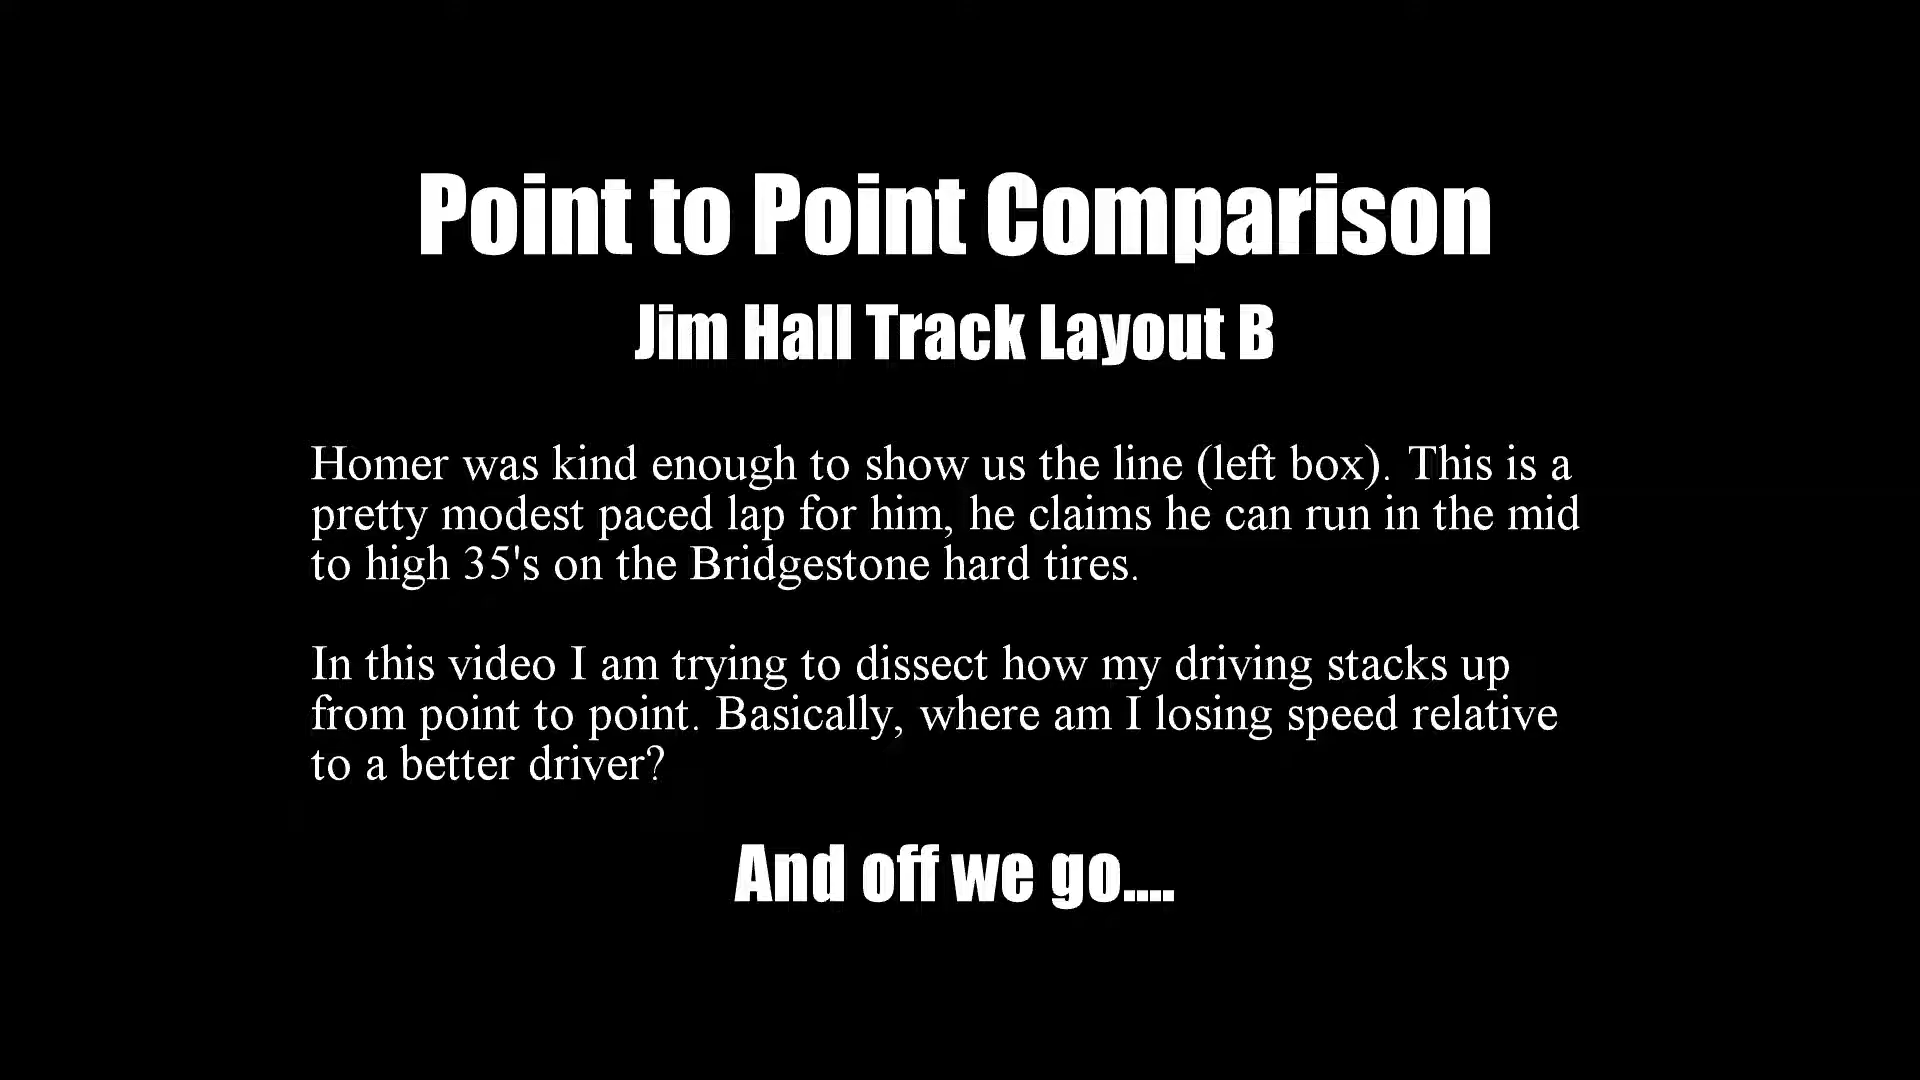 Point to Point Comparison
Jim Hall Track Layout B
Homer was kind enough to show us the line (left box). This is a
pretty modest paced lap for him, he claims he can run in the mid
to high 35's on the Bridgestone hard tires.
In this video I am trying to dissect how my driving stacks up
from point to point. Basically, where am I losing speed relative
to a better driver?
And off we go....